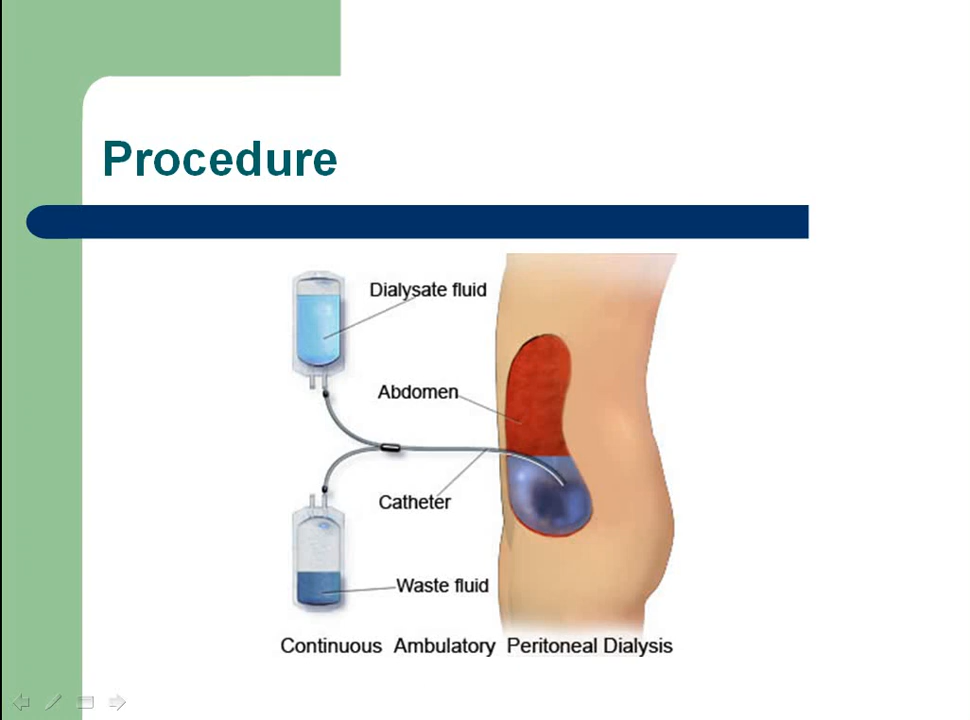 Procedure
Dialysate fluid
Abdomen
Catheter
Waste fluid
Continuous Ambulatory Peritoneal Dialysis